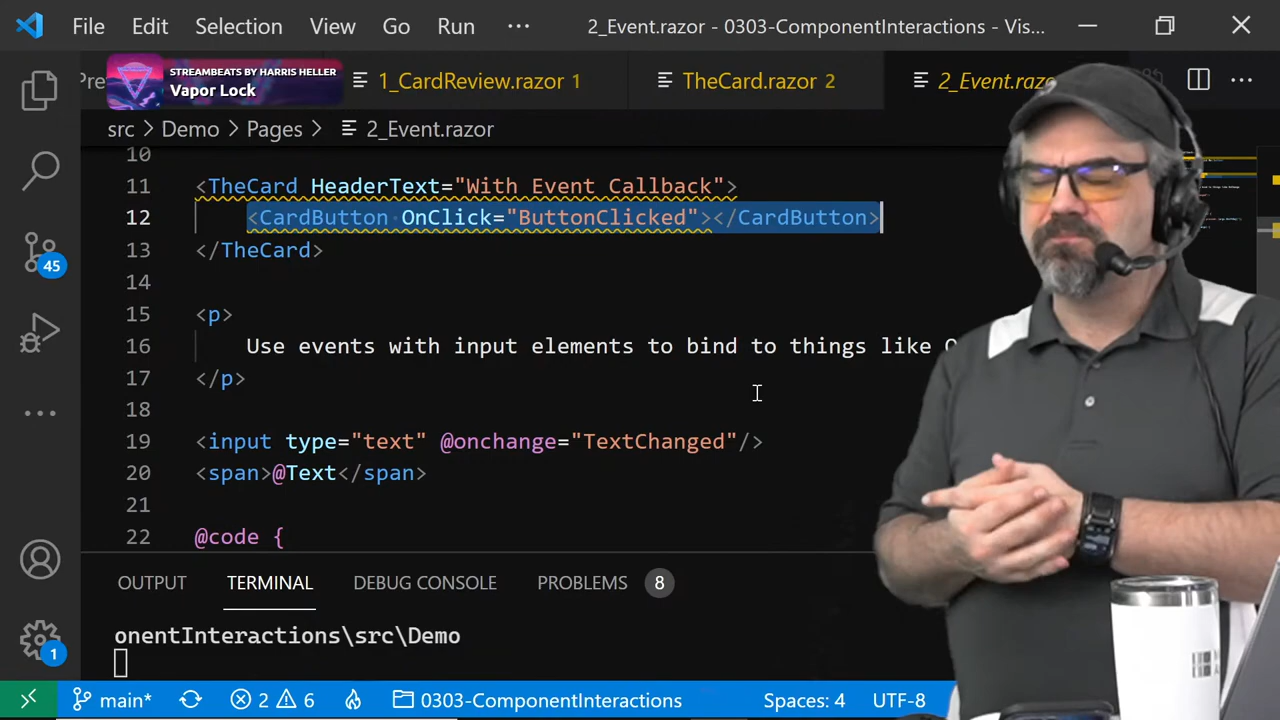 File Edit Selection View Go Run ··· 2_Event.razor - 0303-ComponentInteractions - Vis...
STREAMBEATS BY HARRIS HELLER
Vapor Lock
Pre 1_CardReview.razor 1 TheCard.razor 2 2_Event.razo
src > Demo > Pages > 2_Event.razor
10
11 <TheCard HeaderText="With Event Callback">
12 <CardButton OnClick="ButtonClicked"></CardButton>
13 </TheCard>
14
15 <p>
16 Use events with input elements to bind to things like
17 </p>
18
19 <input type="text" @onchange="TextChanged"/>
20 <span>@Text</span>
21
22 @code {
45
OUTPUT TERMINAL DEBUG CONSOLE PROBLEMS 8
onentInteractions\src\Demo
1
main* 2 6 0303-ComponentInteractions Spaces: 4 UTF-8